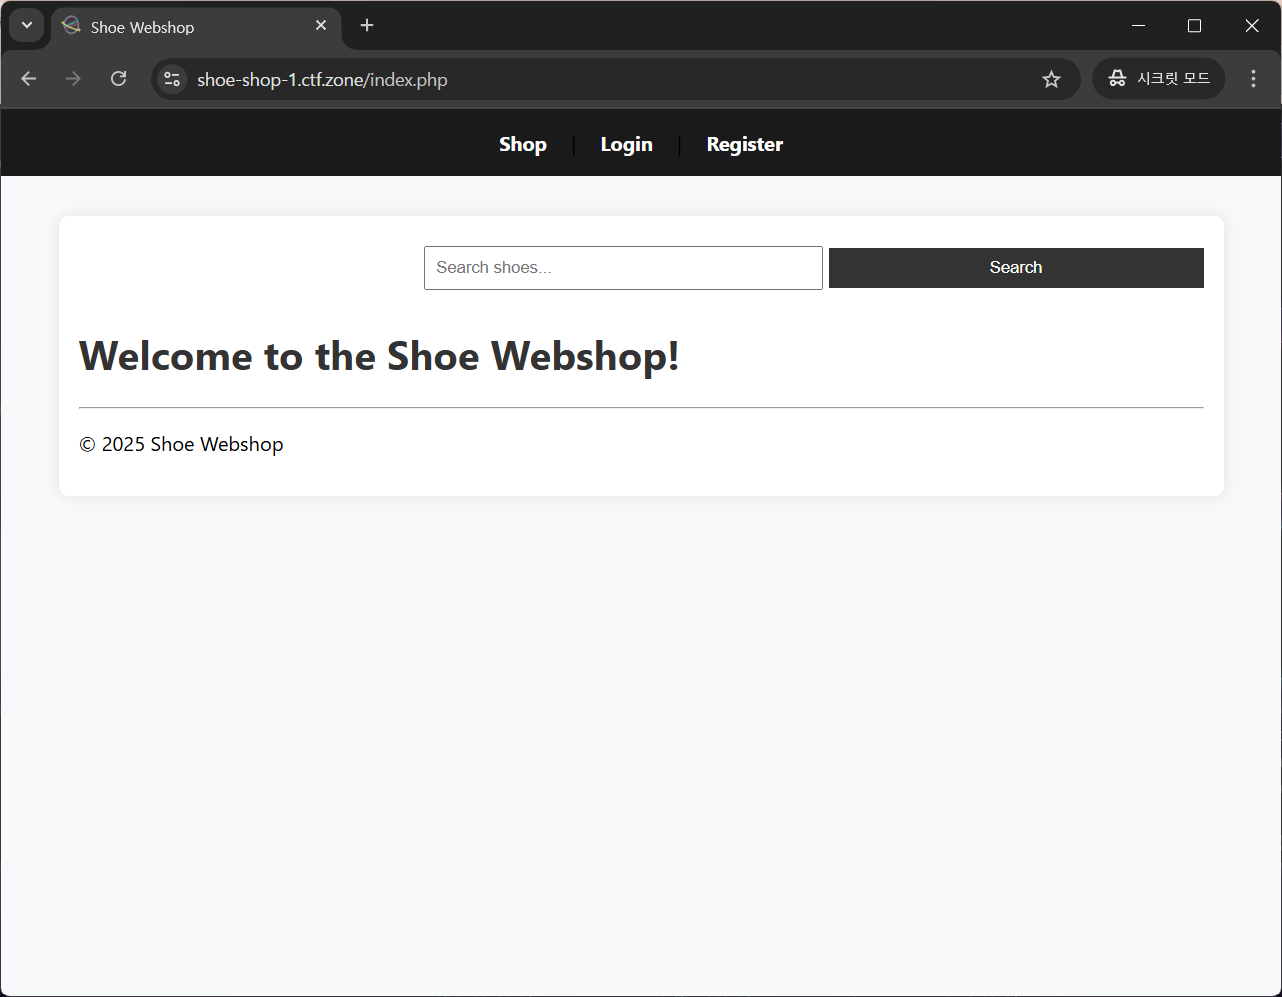 Shoe Webshop
shoe-shop-1.ctf.zone/index.php
시크릿 모드
Shop | Login | Register
Search shoes...
Search
Welcome to the Shoe Webshop!
© 2025 Shoe Webshop